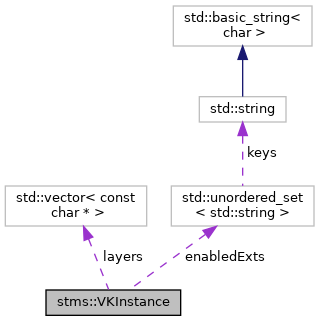 std::basic_string<
char >
std::string
keys
std::vector< const
char * >
std::unordered_set
< std::string >
layers
enabledExts
stms::VKInstance